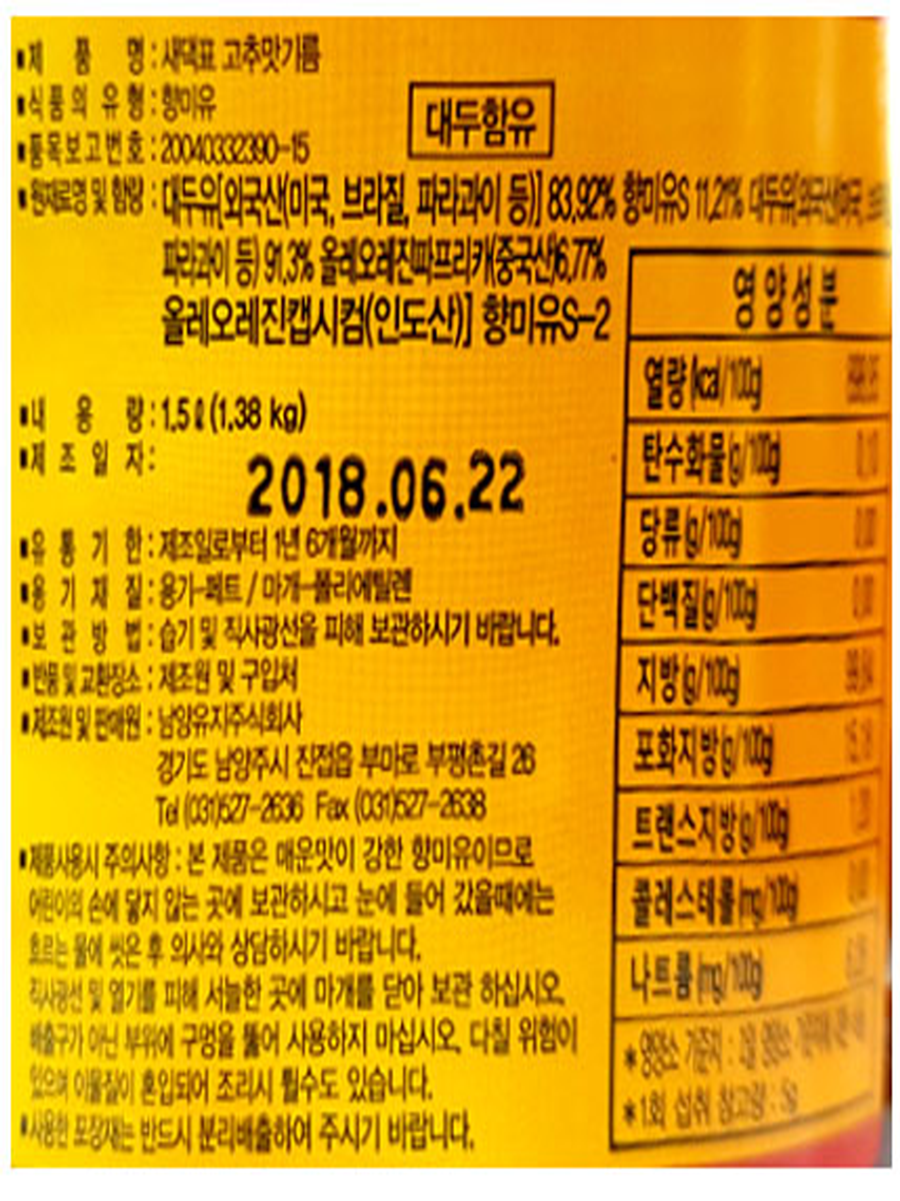 ■제 품 명 : 새댁표 고추맛기름
■식품의 유형 : 향미유
대두함유
■품목보고번호 : 20040332390-15
■원재료명 및 함량 : 대두유[외국산(미국, 브라질, 파라과이 등)] 83.92% 향미유S 11.21% 대두유[외국산(미국,
파라과이 등) 91.3% 올레오레진파프리카(중국산)6.77%
올레오레진캡시컴(인도산)] 향미유S-2
■내 용 량 : 1.5ℓ (1.38 kg)
■제 조 일 자 :
2018.06.22
■유 통 기 한 : 제조일로부터 1년 6개월까지
■용 기 재 질 : 용기-페트 / 마개-폴리에틸렌
■보 관 방 법 : 습기 및 직사광선을 피해 보관하시기 바랍니다.
■반품 및 교환장소 : 제조원 및 구입처
■제조원 및 판매원 : 남양유지주식회사
경기도 남양주시 진접읍 부마로 부평촌길 26
Tel (031)527-2636 Fax (031)527-2638
■제품사용시 주의사항 : 본 제품은 매운맛이 강한 향미유이므로
어린이의 손에 닿지 않는 곳에 보관하시고 눈에 들어 갔을때에는
흐르는 물에 씻은 후 의사와 상담하시기 바랍니다.
직사광선 및 열기를 피해 서늘한 곳에 마개를 닫아 보관 하십시오.
배출구가 아닌 부위에 구멍을 뚫어 사용하지 마십시오. 다칠 위험이
있으며 이물질이 혼입되어 조리시 튈수도 있습니다.
■사용한 포장재는 반드시 분리배출하여 주시기 바랍니다.
영양성분
열량 (kcal/100g)
탄수화물(g/100g)
당류(g/100g)
단백질(g/100g)
지방(g/100g)
포화지방(g/100g)
트랜스지방(g/100g)
콜레스테롤(mg/100g)
나트륨(mg/100g)
*영양소 기준치 : 1일 영양소
*1회 섭취 참고량 : 5g